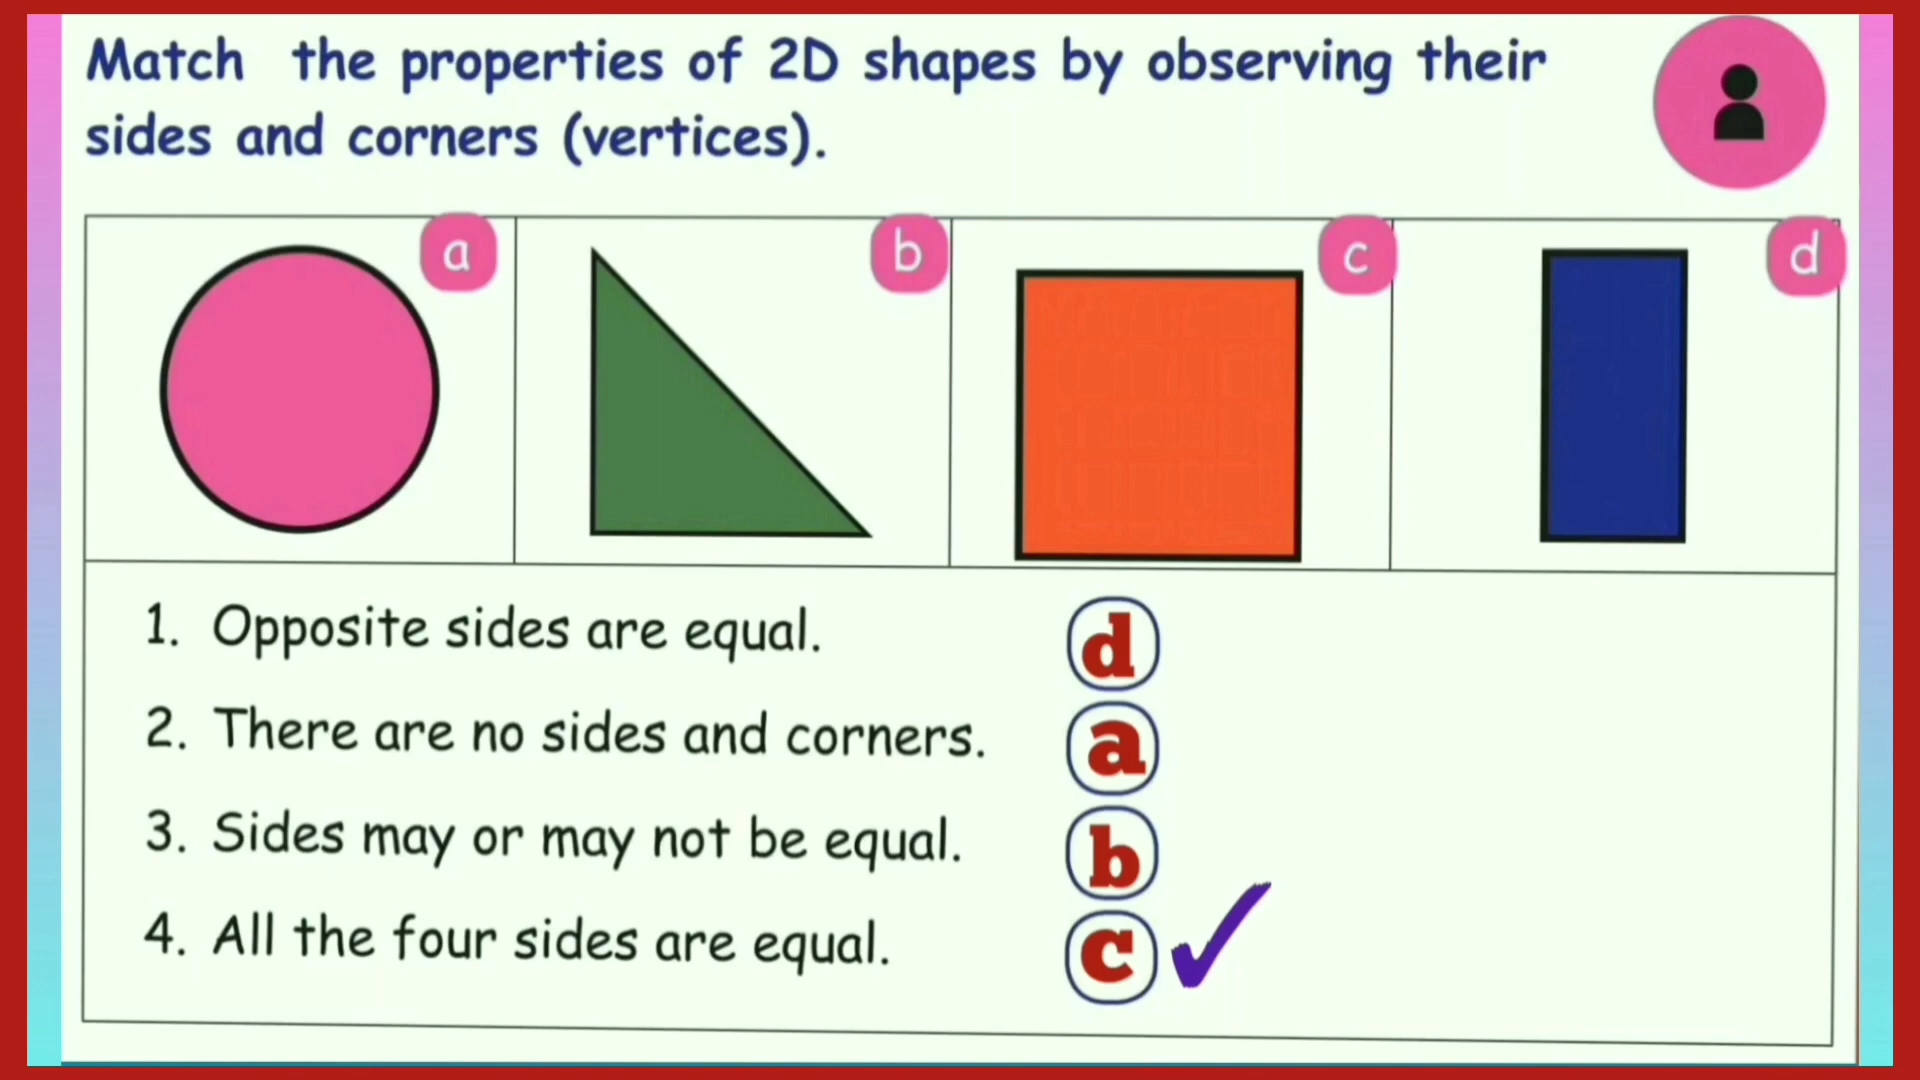 Match the properties of 2D shapes by observing their
sides and corners (vertices).
a b c d
1. Opposite sides are equal. d
2. There are no sides and corners. a
3. Sides may or may not be equal. b
4. All the four sides are equal. c